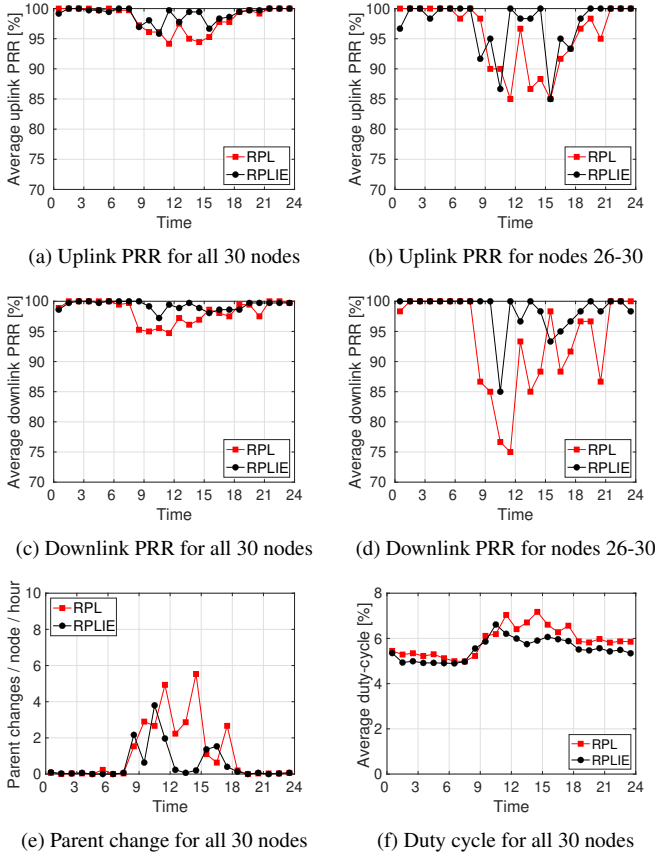 100
95
90
85
80
75
70
Average uplink PRR [%]
RPL
RPLIE
0 3 6 9 12 15 18 21 24
Time
(a) Uplink PRR for all 30 nodes
100
95
90
85
80
75
70
Average uplink PRR [%]
RPL
RPLIE
0 3 6 9 12 15 18 21 24
Time
(b) Uplink PRR for nodes 26-30
100
95
90
85
80
75
70
Average downlink PRR [%]
RPL
RPLIE
0 3 6 9 12 15 18 21 24
Time
(c) Downlink PRR for all 30 nodes
100
95
90
85
80
75
70
Average downlink PRR [%]
RPL
RPLIE
0 3 6 9 12 15 18 21 24
Time
(d) Downlink PRR for nodes 26-30
10
8
6
4
2
0
Parent changes / node / hour
RPL
RPLIE
0 3 6 9 12 15 18 21 24
Time
(e) Parent change for all 30 nodes
8
6
4
2
0
Average duty-cycle [%]
RPL
RPLIE
0 3 6 9 12 15 18 21 24
Time
(f) Duty cycle for all 30 nodes